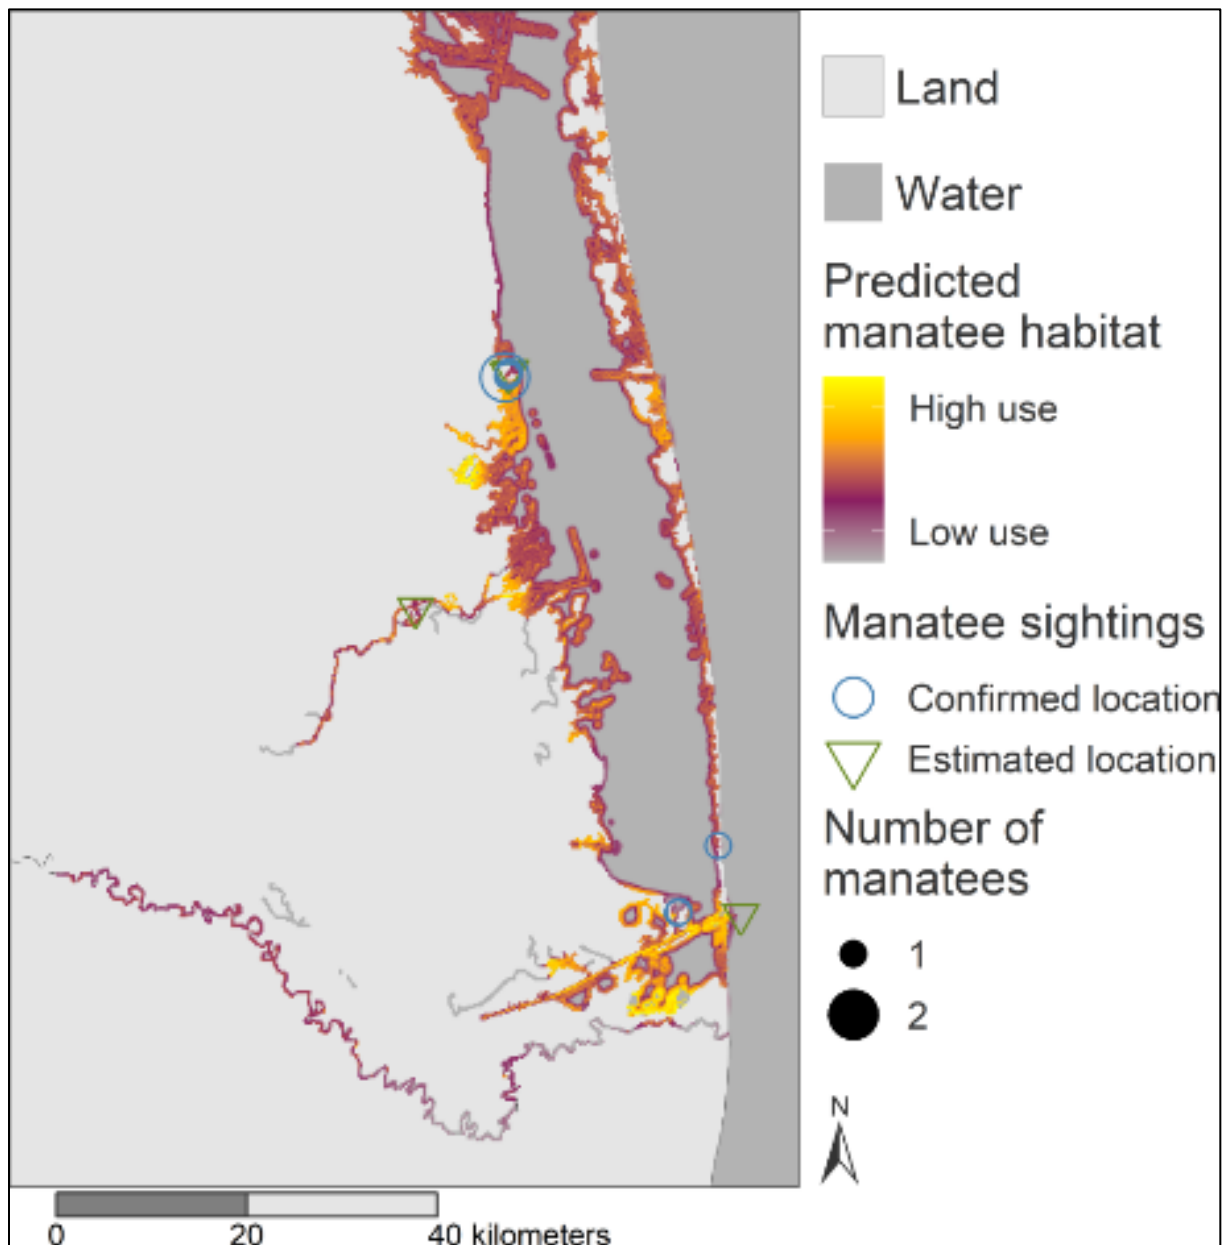 Land
Water
Predicted
manatee habitat
High use
Low use
Manatee sightings
Confirmed location
Estimated location
Number of
manatees
1
2
N
0 20 40 kilometers